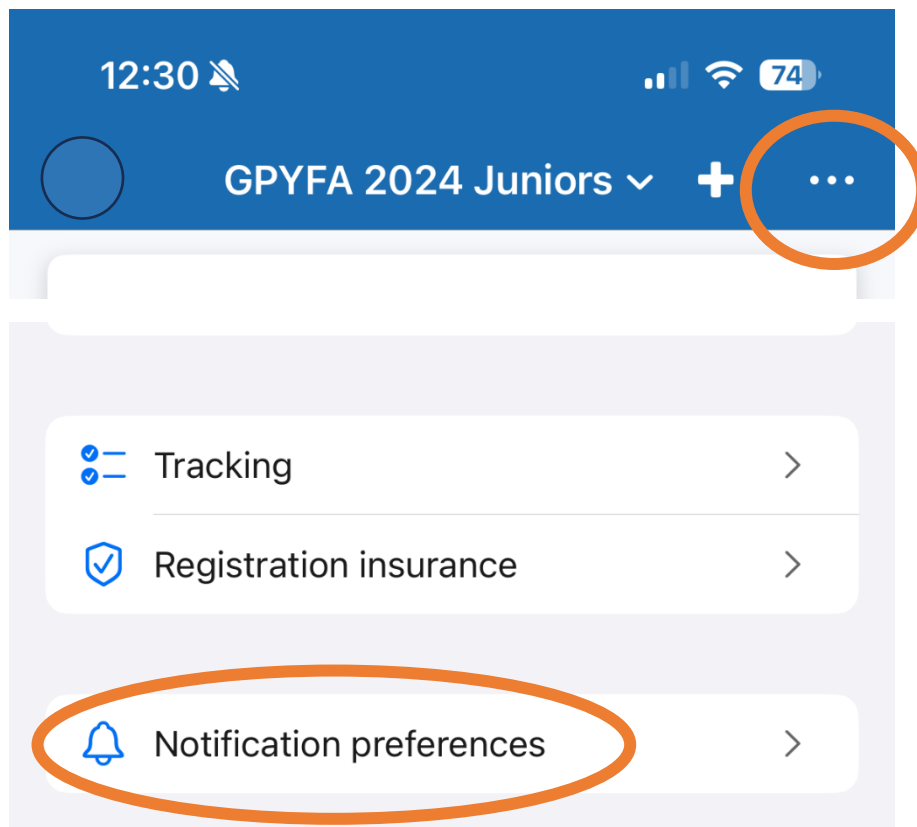 12:30
74
GPYFA 2024 Juniors
Tracking
Registration insurance
Notification preferences